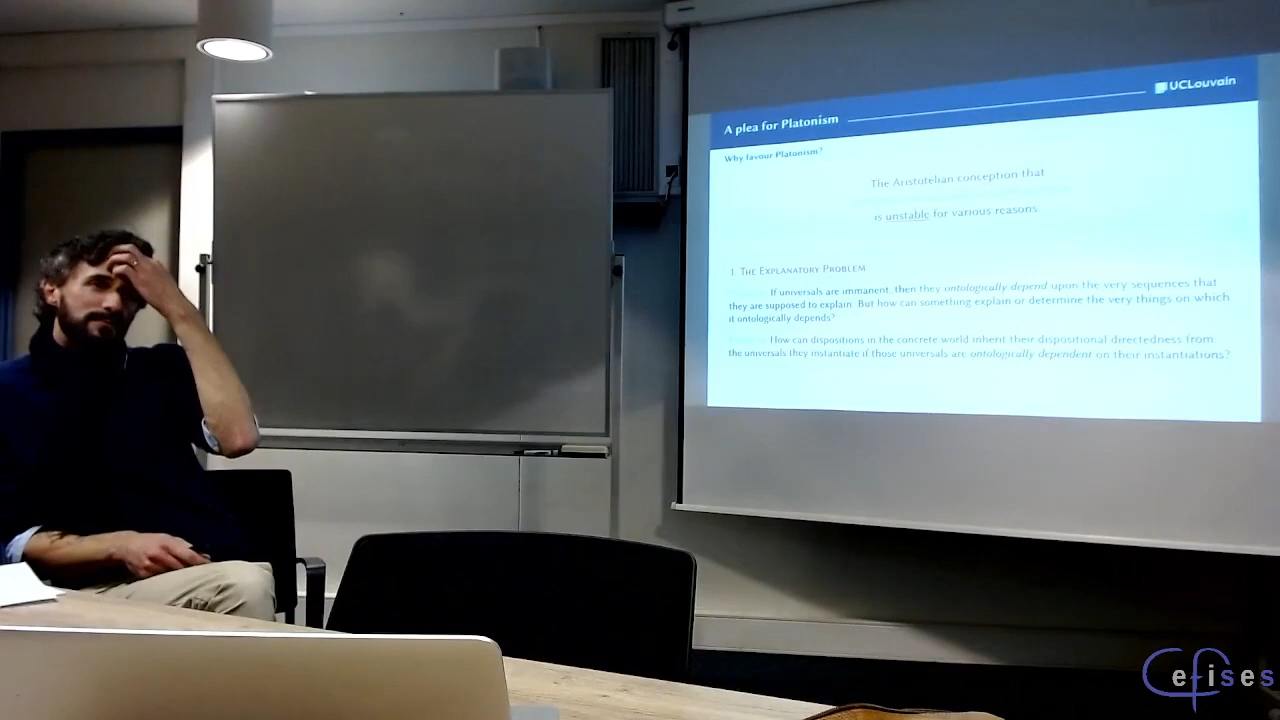 UCLouvain
A plea for Platonism
Why favour Platonism?
The Aristotelian conception that
is unstable for various reasons.
1. THE EXPLANATORY PROBLEM
If universals are immanent, then they ontologically depend upon the very sequences that
they are supposed to explain. But how can something explain or determine the very things on which
it ontologically depends?
How can dispositions in the concrete world inherit their dispositional directedness from
the universals they instantiate if those universals are ontologically dependent on their instantiations?
Cefises